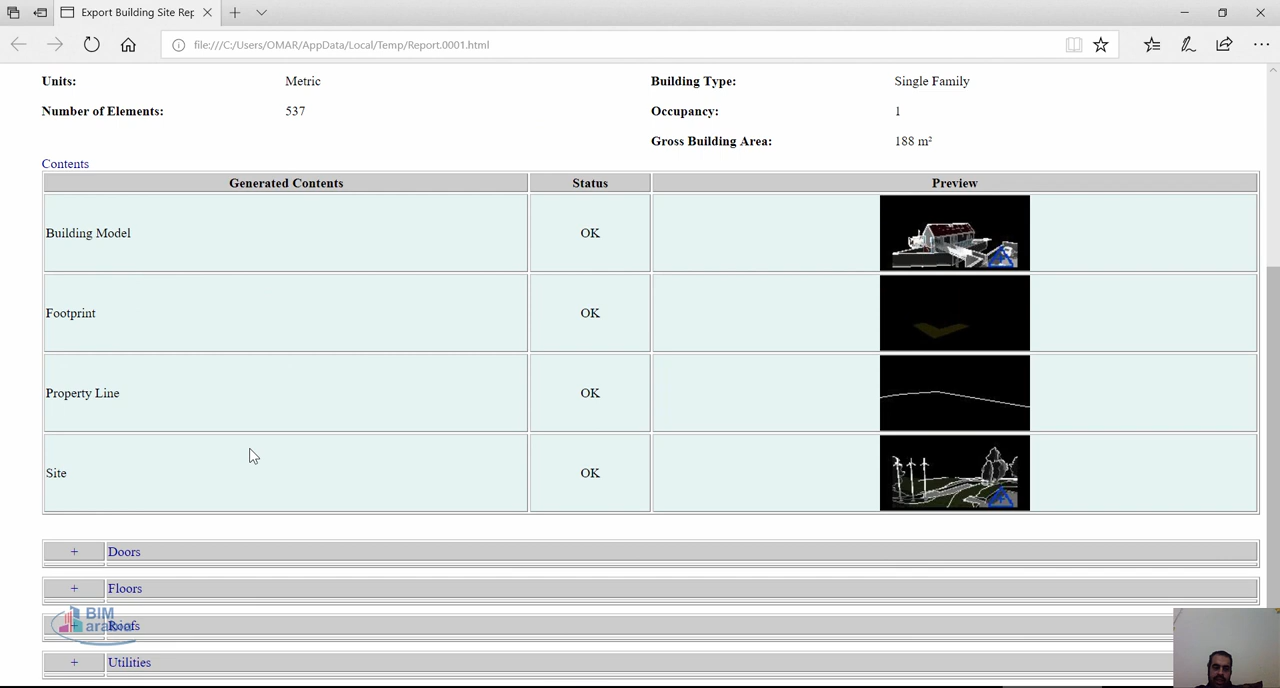 Export Building Site Rep
file:///C:/Users/OMAR/AppData/Local/Temp/Report.0001.html
Units: Metric Building Type: Single Family
Number of Elements: 537 Occupancy: 1
Gross Building Area: 188 m²
Contents
Generated Contents Status Preview
Building Model OK
Footprint OK
Property Line OK
Site OK
+ Doors
+ Floors
+ Roofs
+ Utilities
BIM